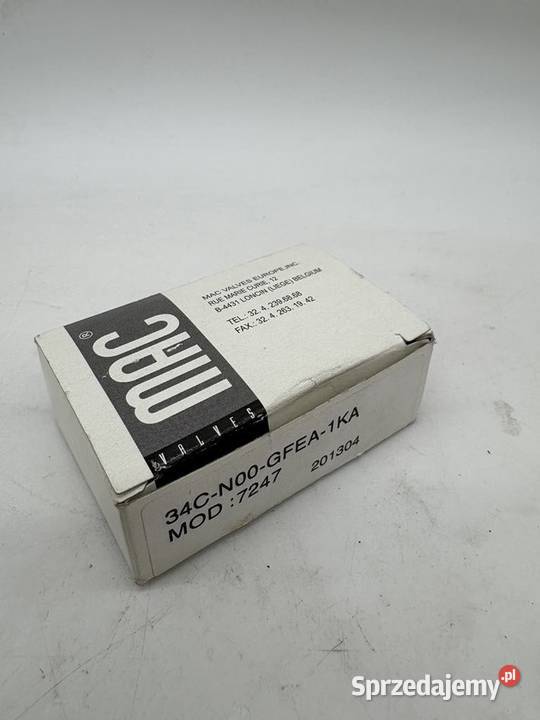 MAC VALVES EUROPE,INC.
RUE MARIE CURIE, 12
B-4431 LONCIN (LIEGE) BELGIUM
TEL.: 32. 4. 239.68.68
FAX.: 32. 4. 263. 19. 42
MAC
VALVES
34C-N00-GFEA-1KA
MOD : 7247 201304
Sprzedajemy.pl